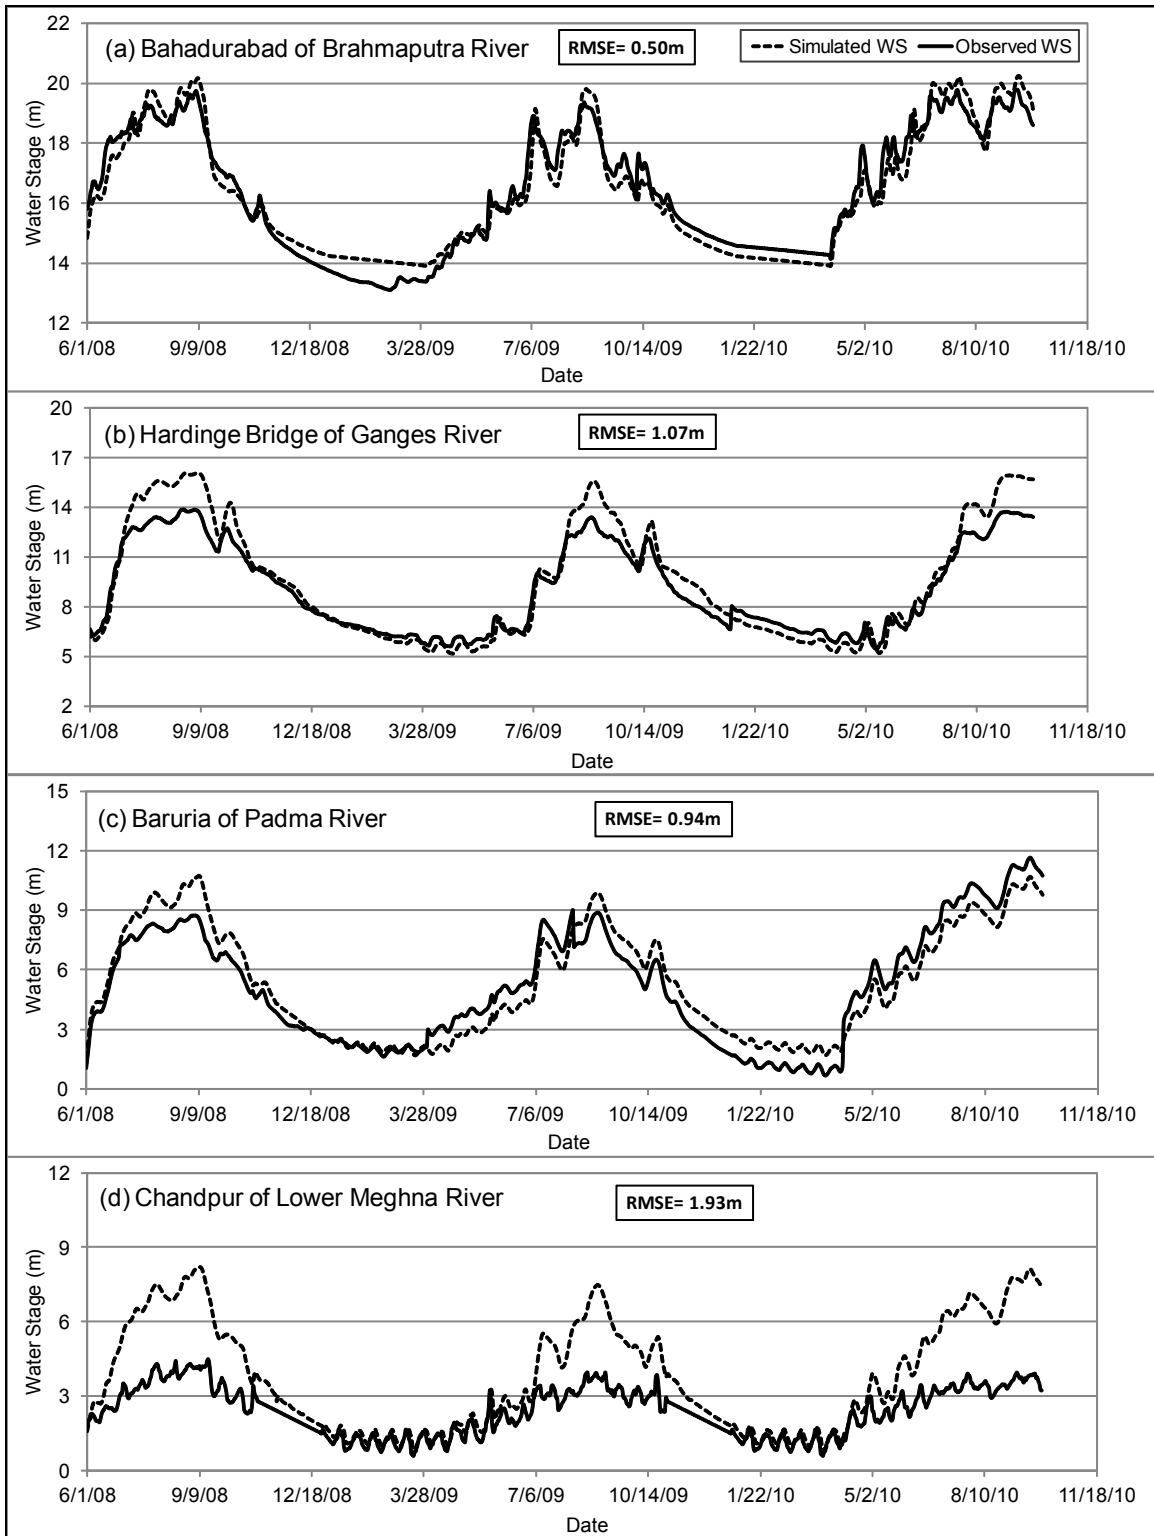 22
(a) Bahadurabad of Brahmaputra River
RMSE= 0.50m
Simulated WS
Observed WS
20
18
16
14
12
Water Stage (m)
6/1/08 9/9/08 12/18/08 3/28/09 7/6/09 10/14/09 1/22/10 5/2/10 8/10/10 11/18/10
Date
20
(b) Hardinge Bridge of Ganges River
RMSE= 1.07m
17
14
11
8
5
2
Water Stage (m)
6/1/08 9/9/08 12/18/08 3/28/09 7/6/09 10/14/09 1/22/10 5/2/10 8/10/10 11/18/10
Date
15
(c) Baruria of Padma River
RMSE= 0.94m
12
9
6
3
0
Water Stage (m)
6/1/08 9/9/08 12/18/08 3/28/09 7/6/09 10/14/09 1/22/10 5/2/10 8/10/10 11/18/10
Date
12
(d) Chandpur of Lower Meghna River
RMSE= 1.93m
9
6
3
0
Water Stage (m)
6/1/08 9/9/08 12/18/08 3/28/09 7/6/09 10/14/09 1/22/10 5/2/10 8/10/10 11/18/10
Date